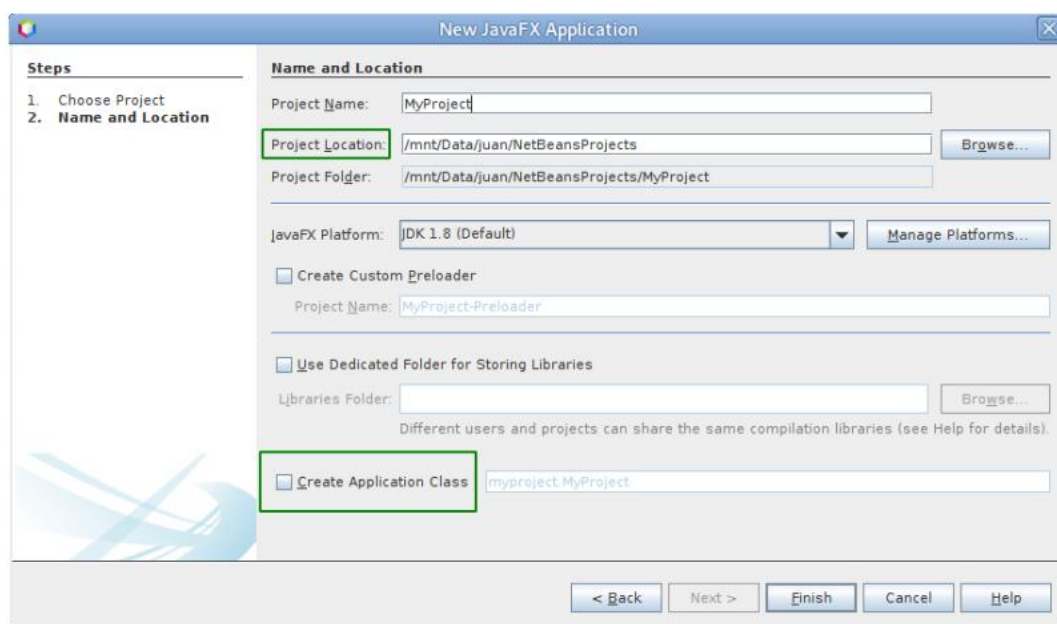 New JavaFX Application
Steps
1. Choose Project
2. Name and Location
Name and Location
Project Name: MyProject
Project Location: /mnt/Data/juan/NetBeansProjects Browse...
Project Folder: /mnt/Data/juan/NetBeansProjects/MyProject
JavaFX Platform: JDK 1.8 (Default) Manage Platforms...
Create Custom Preloader
Project Name: MyProject-Preloader
Use Dedicated Folder for Storing Libraries
Libraries Folder: Browse...
Different users and projects can share the same compilation libraries (see Help for details).
Create Application Class myproject.MyProject
< Back Next > Finish Cancel Help